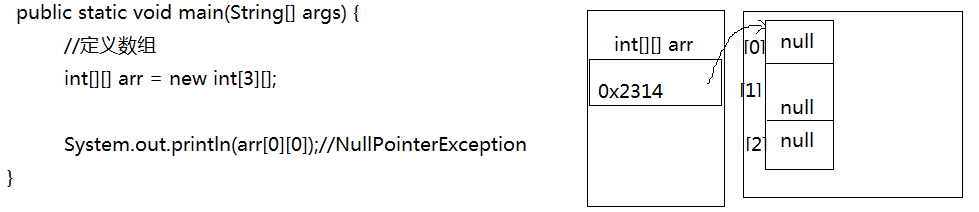 public static void main(String[] args) {
//定义数组
int[][] arr = new int[3][];
System.out.println(arr[0][0]);//NullPointerException
}
int[][] arr
0x2314
[0] null
[1] null
[2] null